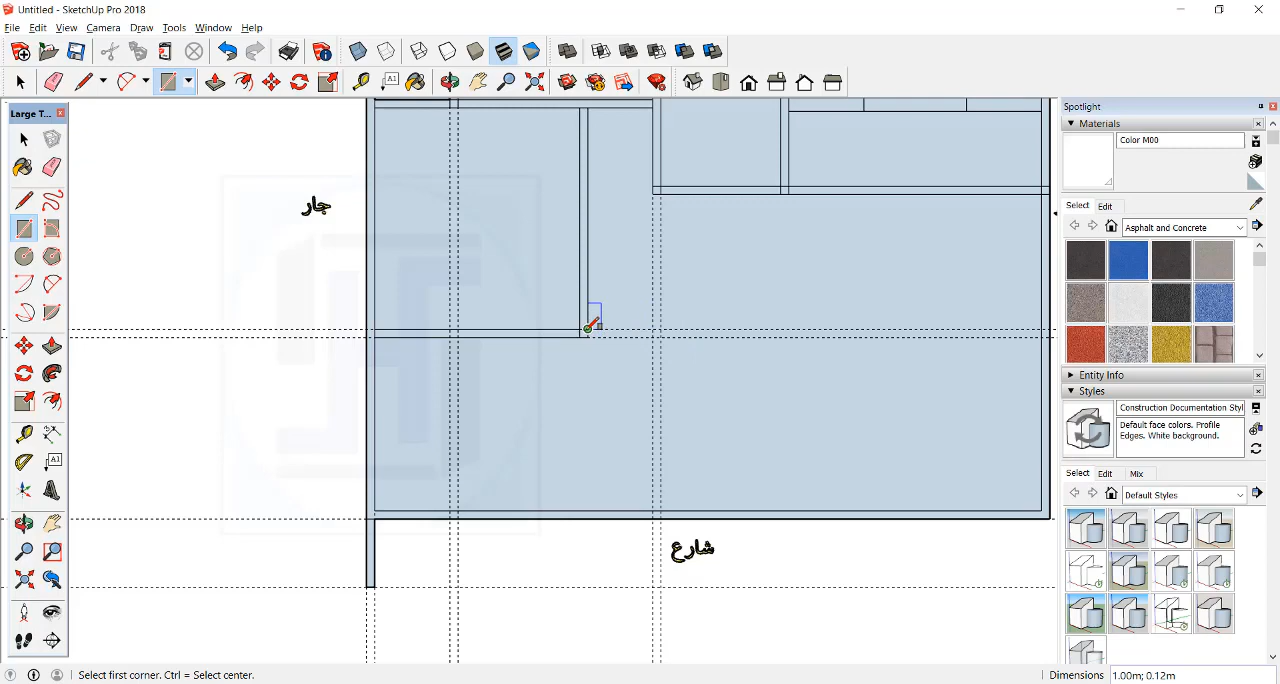 Untitled - SketchUp Pro 2018
File Edit View Camera Draw Tools Window Help
Large T...
Spotlight
Materials
Color M00
Select Edit
Asphalt and Concrete
جار
شارع
Entity Info
Styles
Construction Documentation Styl
Default face colors. Profile
Edges. White background.
Select Edit Mix
Default Styles
Select first corner. Ctrl = Select center.
Dimensions 1.00m; 0.12m